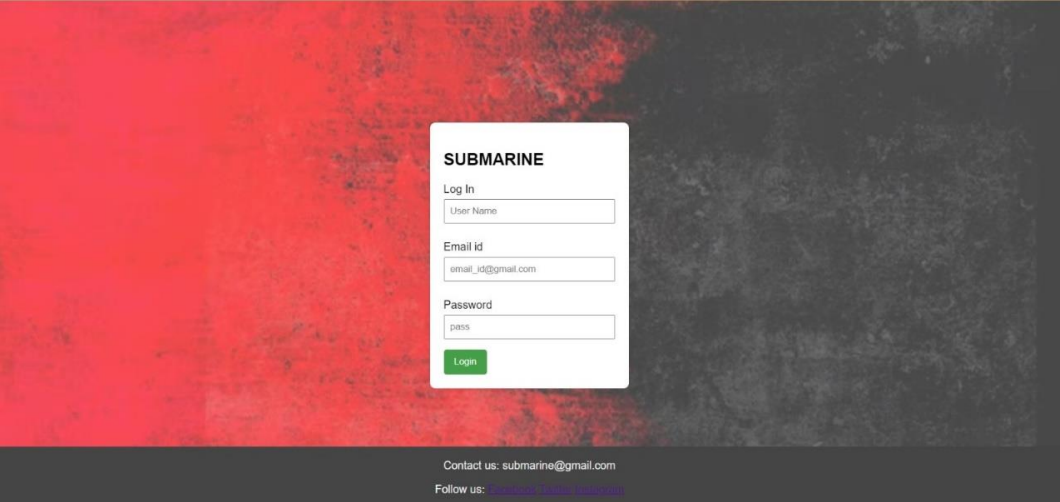 SUBMARINE
Log In
User Name
Email id
email_id@gmail.com
Password
pass
Login
Contact us: submarine@gmail.com
Follow us: Facebook Twitter Instagram